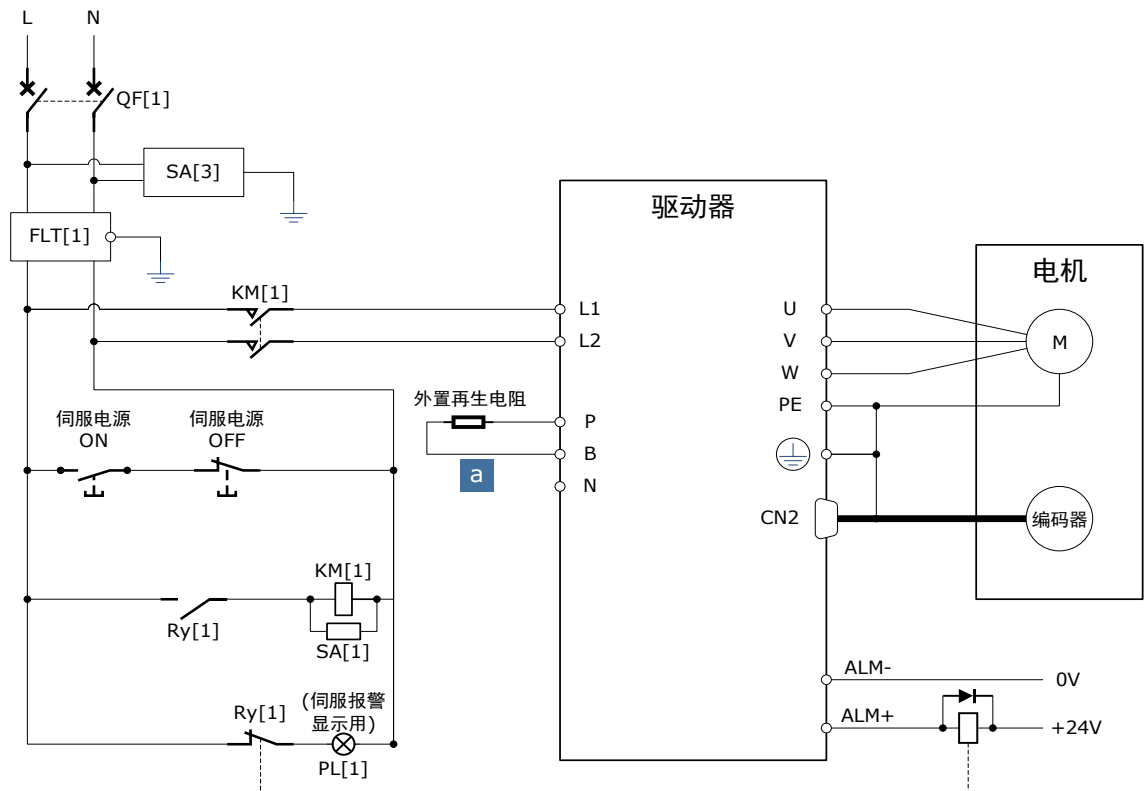 L N
QF[1]
SA[3]
FLT[1]
KM[1]
驱动器
电机
L1
L2
U
V
W
PE
M
外置再生电阻
P
B
N
a
CN2
编码器
伺服电源
ON
伺服电源
OFF
KM[1]
Ry[1]
SA[1]
Ry[1]
(伺服报警
显示用)
PL[1]
ALM-
0V
ALM+
+24V